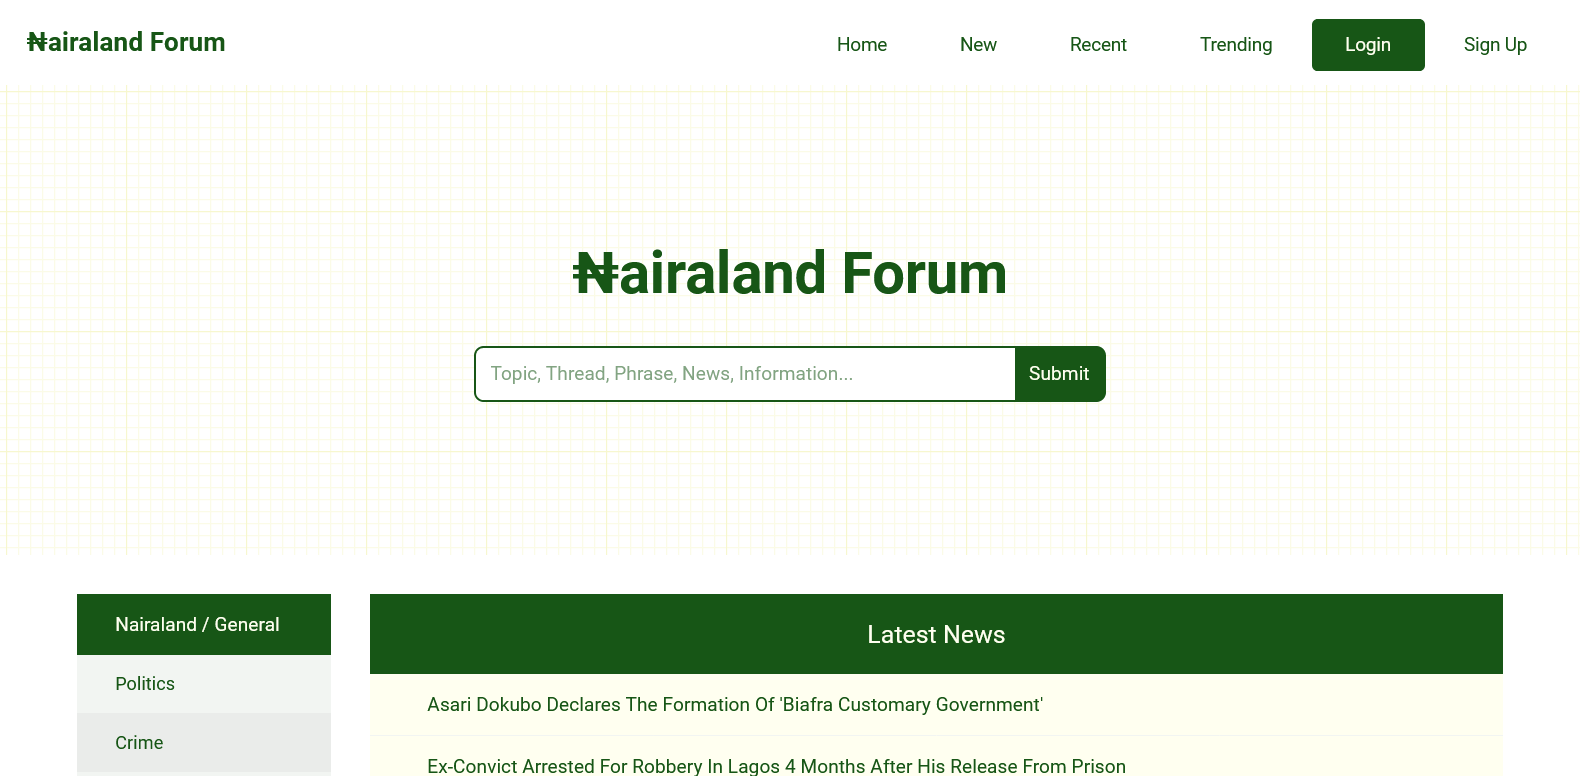 ₦airaland Forum
Home New Recent Trending Login Sign Up
₦airaland Forum
Topic, Thread, Phrase, News, Information... Submit
Nairaland / General
Politics
Crime
Latest News
Asari Dokubo Declares The Formation Of 'Biafra Customary Government'
Ex-Convict Arrested For Robbery In Lagos 4 Months After His Release From Prison